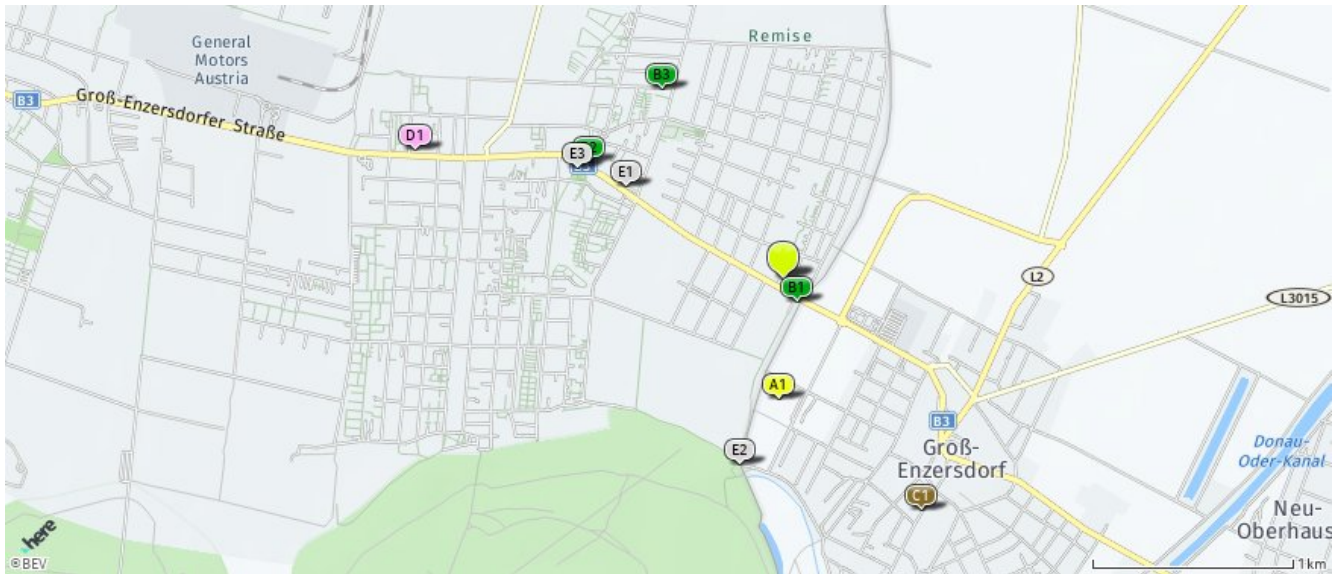 General
Motors
Austria
Remise
B3
B3
Groß-Enzersdorfer Straße
D1
E3
E1
B1
L2
L3015
A1
B3
E2
Groß-
Enzersdorf
Donau-
Oder-Kanal
C1
Neu-
Oberhaus
here
©BEV
1km